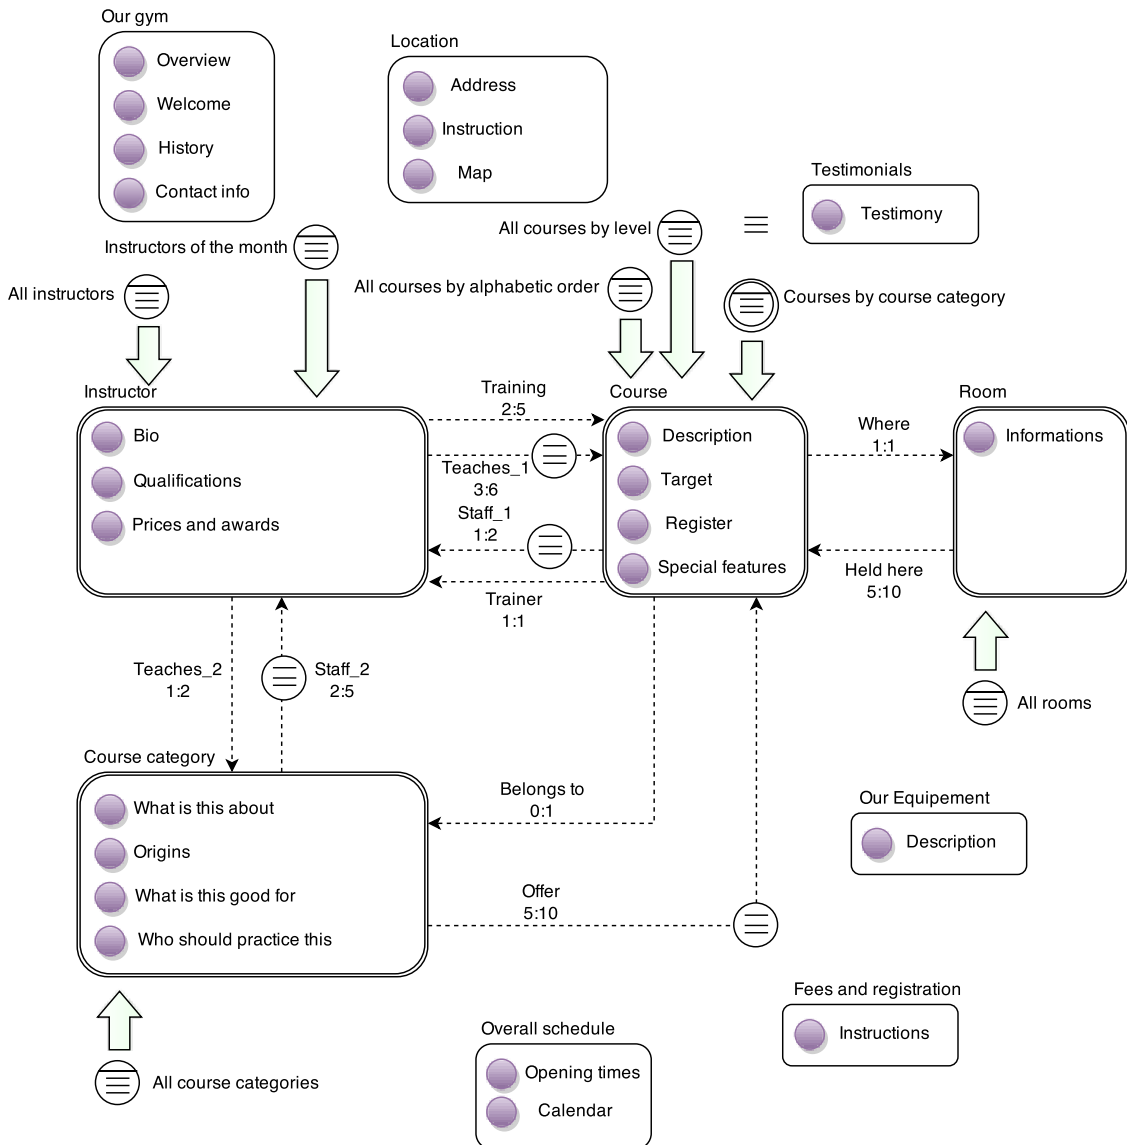 Our gym
Overview
Welcome
History
Contact info
Location
Address
Instruction
Map
Testimonials
Testimony
Instructors of the month
All instructors
All courses by level
All courses by alphabetic order
Courses by course category
Instructor
Bio
Qualifications
Prices and awards
Training
2:5
Teaches_1
3:6
Staff_1
1:2
Trainer
1:1
Course
Description
Target
Register
Special features
Where
1:1
Held here
5:10
Room
Informations
All rooms
Teaches_2
1:2
Staff_2
2:5
Course category
What is this about
Origins
What is this good for
Who should practice this
Belongs to
0:1
Offer
5:10
Our Equipement
Description
Fees and registration
Instructions
Overall schedule
Opening times
Calendar
All course categories